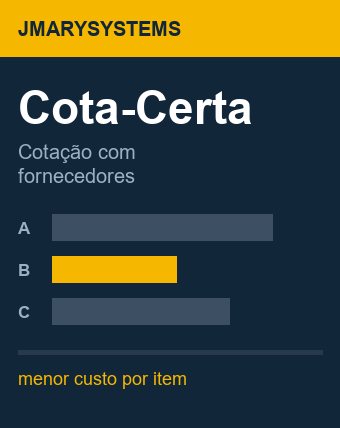 JMARYSYSTEMS
Cota-Certa
Cotação com
fornecedores
A
B
C
menor custo por item